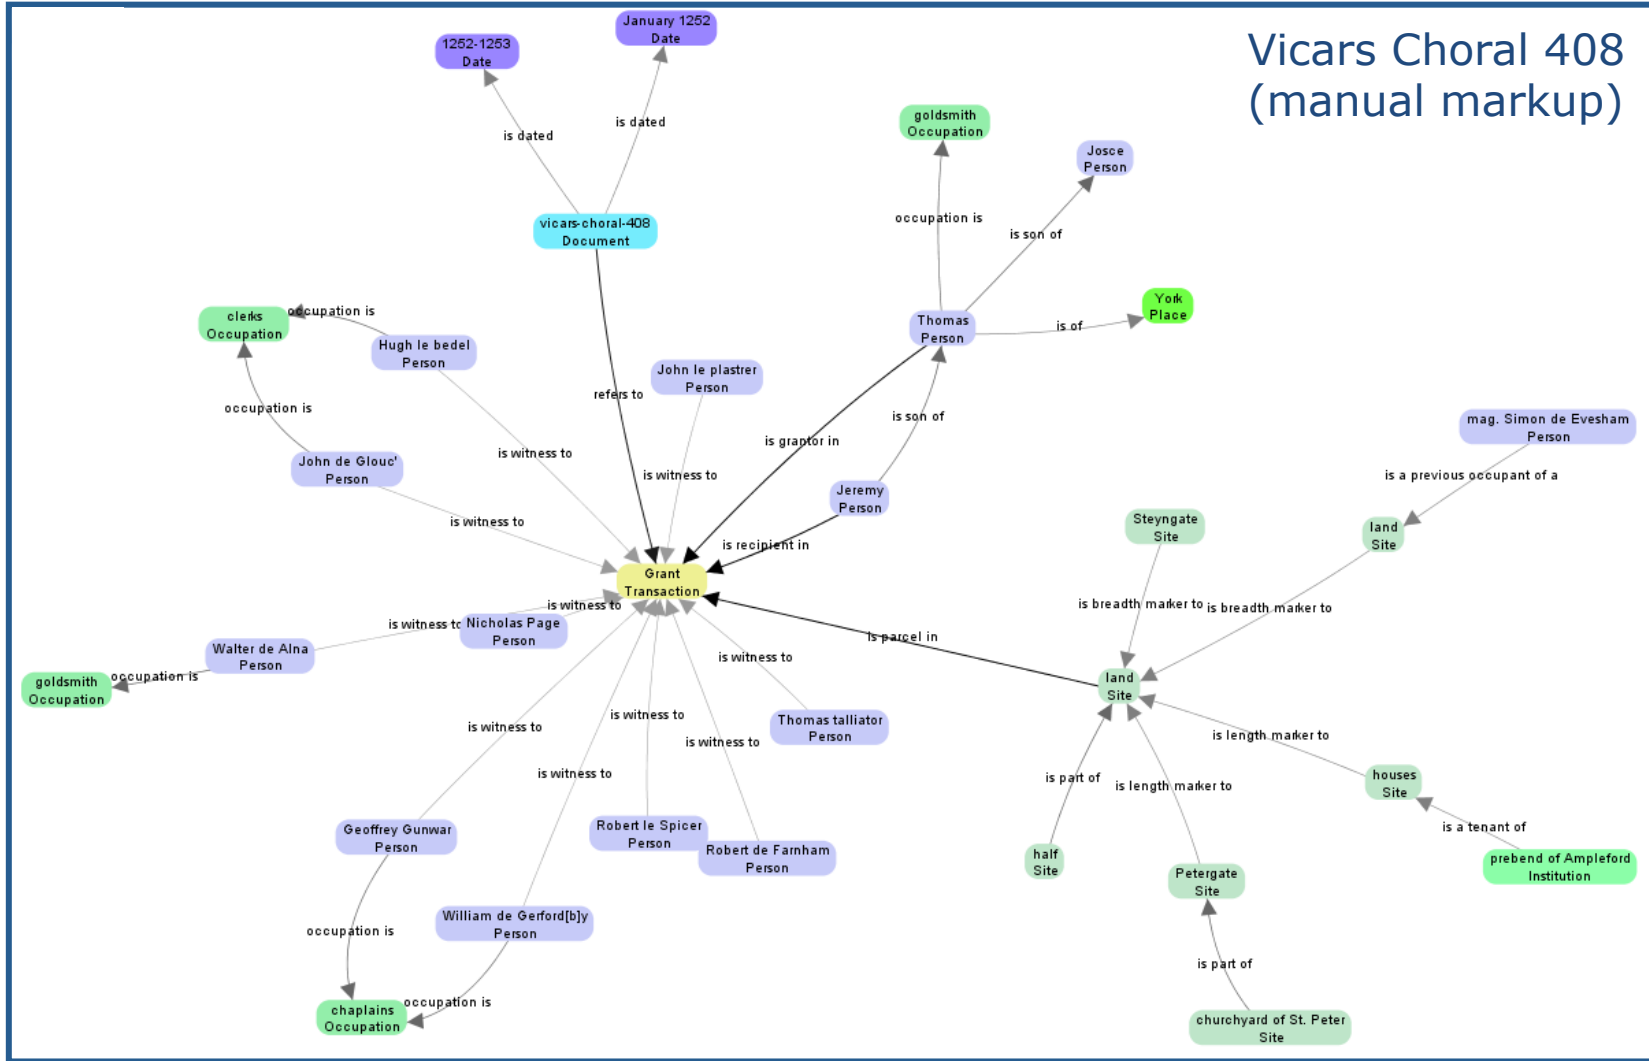 Vicars Choral 408
(manual markup)
January 1252
Date
1252-1253
Date
is dated
is dated
goldsmith
Occupation
Josce
Person
occupation is
is son of
vicars-choral-408
Document
York
Place
Thomas
Person
is of
clerks
Occupation
occupation is
Hugh le bedel
Person
John le plastrer
Person
refers to
occupation is
is son of
is grantor in
mag. Simon de Evesham
Person
John de Glouc'
Person
is witness to
is witness to
is a previous occupant of a
Jeremy
Person
is witness to
Steyngate
Site
land
Site
is recipient in
Grant
Transaction
is witness to
is breadth marker to
is breadth marker to
is witness to
Nicholas Page
Person
is parcel in
Walter de Alna
Person
is witness to
occupation is
goldsmith
Occupation
land
Site
is witness to
is witness to
is witness to
Thomas talliator
Person
is length marker to
is witness to
is part of
is length marker to
houses
Site
Geoffrey Gunwar
Person
Robert le Spicer
Person
Robert de Farnham
Person
is a tenant of
half
Site
Petergate
Site
prebend of Ampleford
Institution
William de Gerford[b]y
Person
occupation is
is part of
occupation is
chaplains
Occupation
churchyard of St. Peter
Site